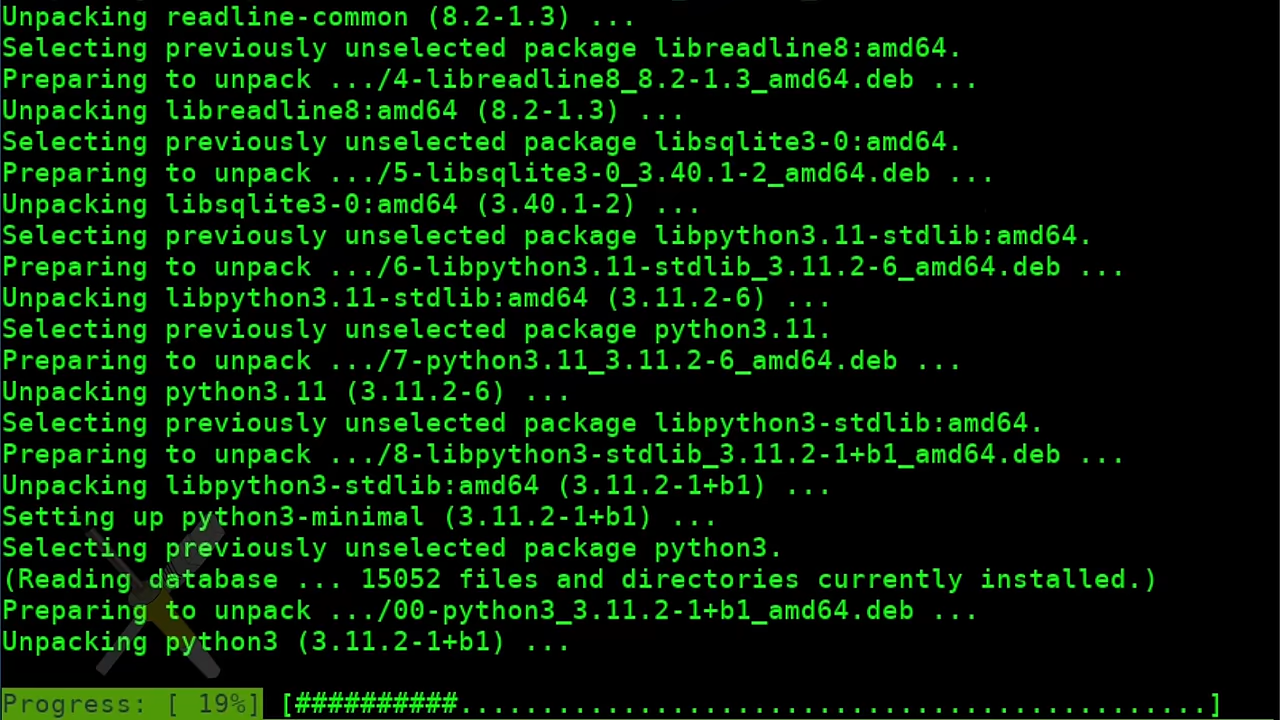 Unpacking readline-common (8.2-1.3) ...
Selecting previously unselected package libreadline8:amd64.
Preparing to unpack .../4-libreadline8_8.2-1.3_amd64.deb ...
Unpacking libreadline8:amd64 (8.2-1.3) ...
Selecting previously unselected package libsqlite3-0:amd64.
Preparing to unpack .../5-libsqlite3-0_3.40.1-2_amd64.deb ...
Unpacking libsqlite3-0:amd64 (3.40.1-2) ...
Selecting previously unselected package libpython3.11-stdlib:amd64.
Preparing to unpack .../6-libpython3.11-stdlib_3.11.2-6_amd64.deb ...
Unpacking libpython3.11-stdlib:amd64 (3.11.2-6) ...
Selecting previously unselected package python3.11.
Preparing to unpack .../7-python3.11_3.11.2-6_amd64.deb ...
Unpacking python3.11 (3.11.2-6) ...
Selecting previously unselected package libpython3-stdlib:amd64.
Preparing to unpack .../8-libpython3-stdlib_3.11.2-1+b1_amd64.deb ...
Unpacking libpython3-stdlib:amd64 (3.11.2-1+b1) ...
Setting up python3-minimal (3.11.2-1+b1) ...
Selecting previously unselected package python3.
(Reading database ... 15052 files and directories currently installed.)
Preparing to unpack .../00-python3_3.11.2-1+b1_amd64.deb ...
Unpacking python3 (3.11.2-1+b1) ...
Progress: [ 19%] [##########..............................................]